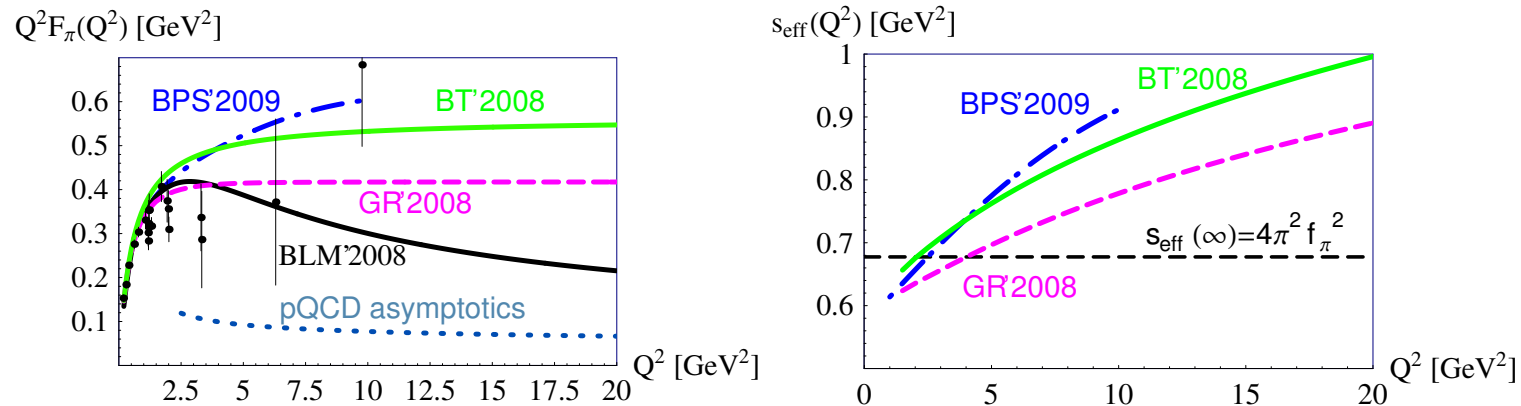 Q²F_π(Q²) [GeV²]
0.6
0.5
0.4
0.3
0.2
0.1
BPS'2009
BT'2008
GR'2008
BLM'2008
pQCD asymptotics
2.5 5 7.5 10 12.5 15 17.5 20
Q² [GeV²]
s_eff(Q²) [GeV²]
1
0.9
0.8
0.7
0.6
BT'2008
BPS'2009
s_eff (∞)=4π² f_π²
GR'2008
0 5 10 15 20
Q² [GeV²]